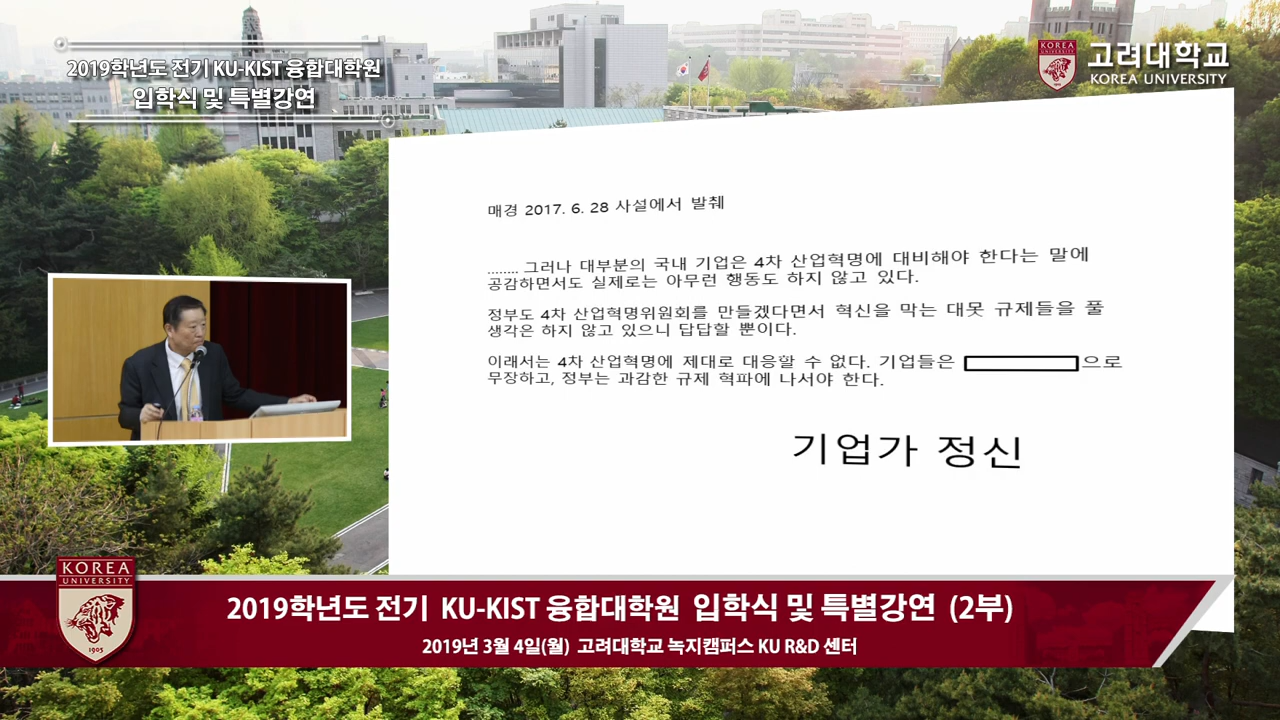 2019학년도 전기 KU-KIST 융합대학원
입학식 및 특별강연
KOREA
1905
고려대학교
KOREA UNIVERSITY
매경 2017. 6. 28 사설에서 발췌
........ 그러나 대부분의 국내 기업은 4차 산업혁명에 대비해야 한다는 말에
공감하면서도 실제로는 아무런 행동도 하지 않고 있다.
정부도 4차 산업혁명위원회를 만들겠다면서 혁신을 막는 대못 규제들을 풀
생각은 하지 않고 있으니 답답할 뿐이다.
이래서는 4차 산업혁명에 제대로 대응할 수 없다. 기업들은 으로
무장하고, 정부는 과감한 규제 혁파에 나서야 한다.
기업가 정신
KOREA
UNIVERSITY
1905
2019학년도 전기 KU-KIST 융합대학원 입학식 및 특별강연 (2부)
2019년 3월 4일(월) 고려대학교 녹지캠퍼스 KU R&D 센터